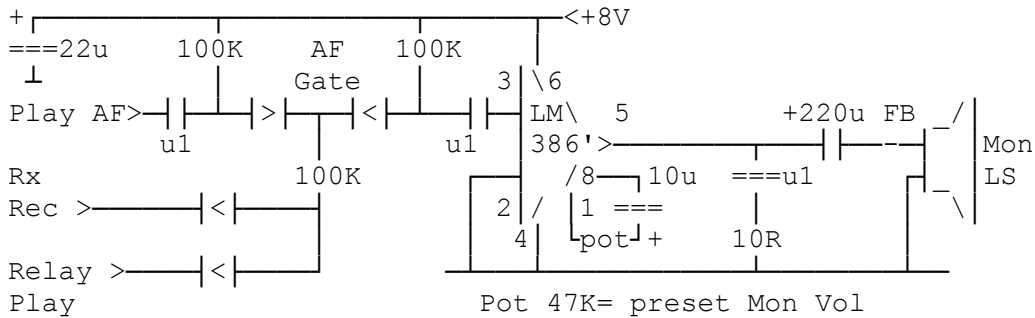 + <+8V
===22u 100K AF 100K
Gate 3 \6
Play AF> > < LM\ 5 +220u FB _/
u1 u1 386'> - Mon
Rx 100K /8 10u ===u1 _ LS
Rec > < 2 / 1 === \
4 pot + 10R
Relay > <
Play Pot 47K= preset Mon Vol